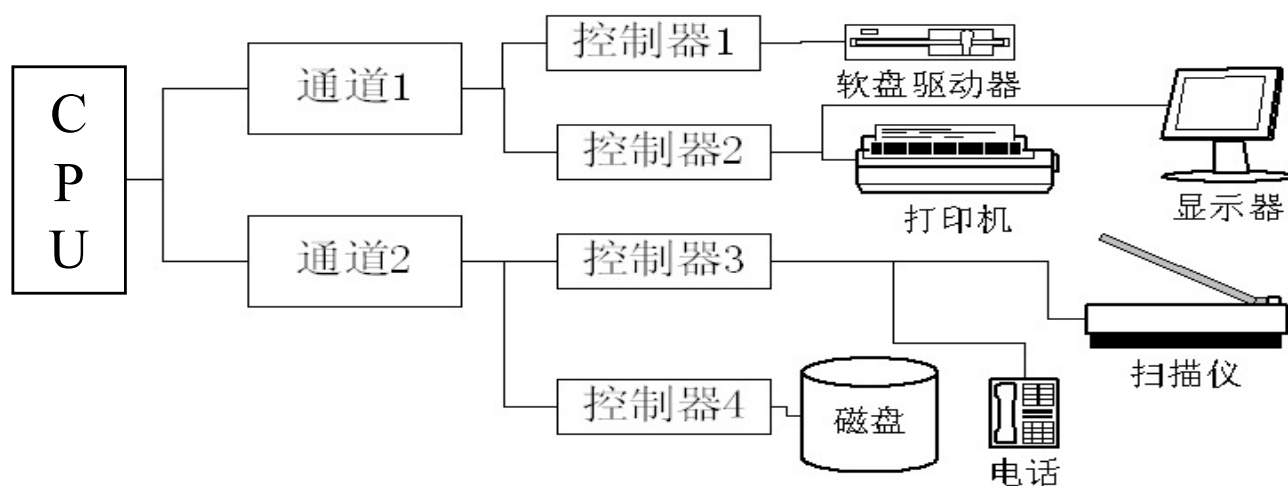 CPU
通道1
通道2
控制器1
控制器2
控制器3
控制器4
软盘驱动器
打印机
显示器
扫描仪
磁盘
电话